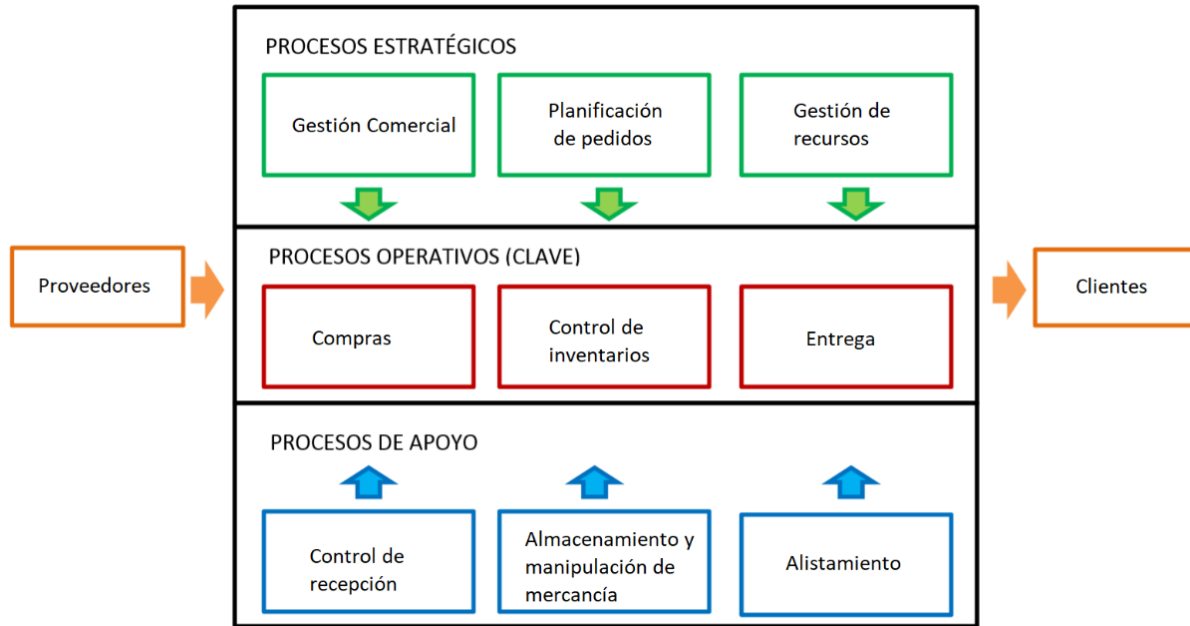 PROCESOS ESTRATÉGICOS
Gestión Comercial
Planificación
de pedidos
Gestión de
recursos
PROCESOS OPERATIVOS (CLAVE)
Proveedores
Compras
Control de
inventarios
Entrega
Clientes
PROCESOS DE APOYO
Control de
recepción
Almacenamiento y
manipulación de
mercancía
Alistamiento